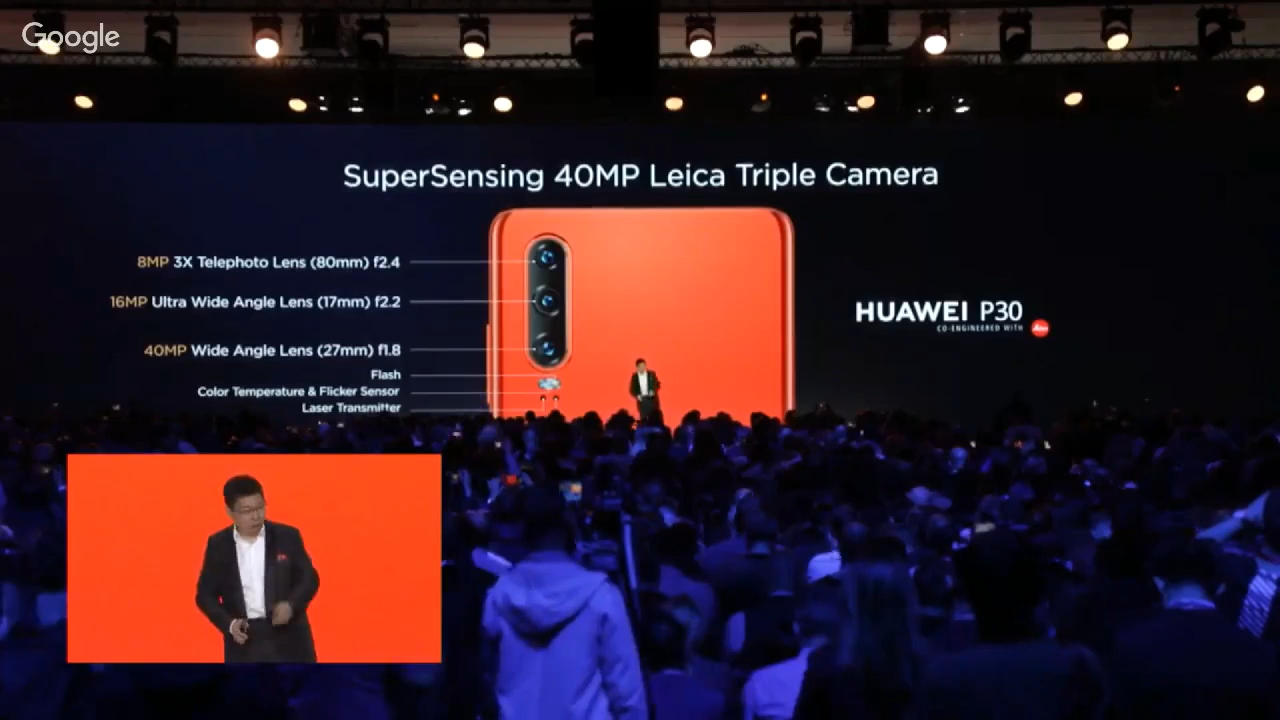 Google
SuperSensing 40MP Leica Triple Camera
8MP 3X Telephoto Lens (80mm) f2.4
16MP Ultra Wide Angle Lens (17mm) f2.2
40MP Wide Angle Lens (27mm) f1.8
Flash
Color Temperature & Flicker Sensor
Laser Transmitter
HUAWEI P30
CO-ENGINEERED WITH